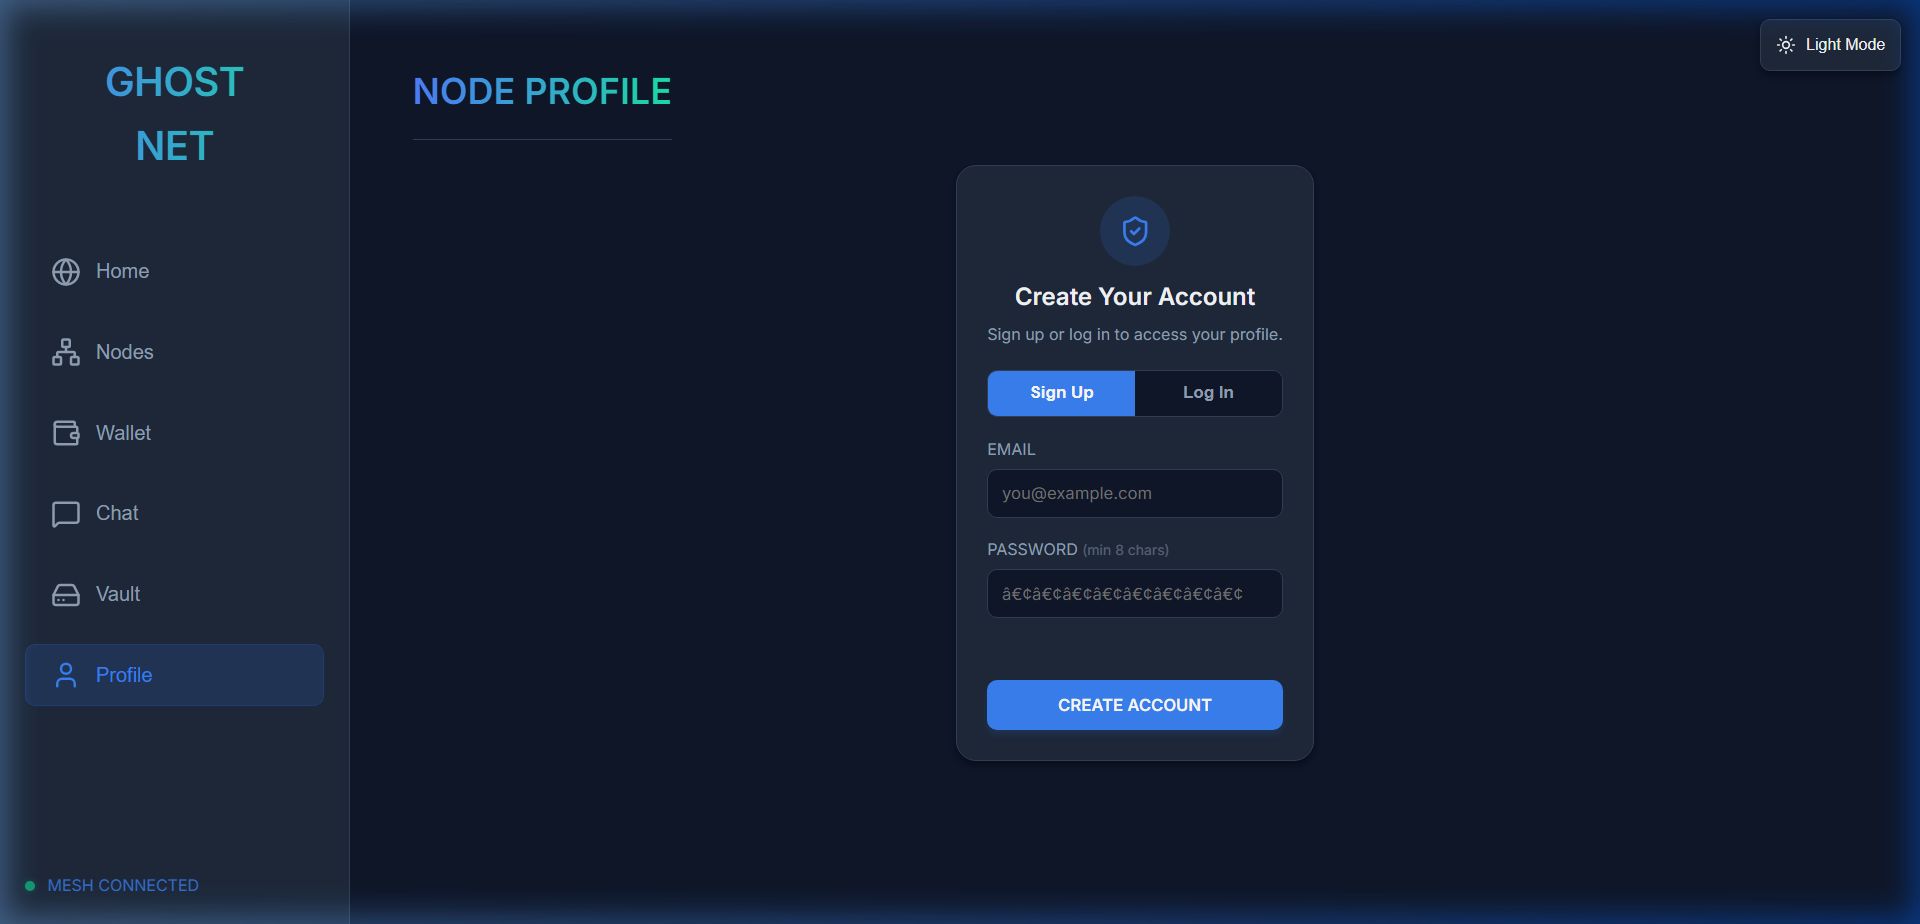 GHOST
NET
Home
Nodes
Wallet
Chat
Vault
Profile
MESH CONNECTED
NODE PROFILE
Light Mode
Create Your Account
Sign up or log in to access your profile.
Sign Up
Log In
EMAIL
you@example.com
PASSWORD (min 8 chars)
•••••••â€¢
CREATE ACCOUNT